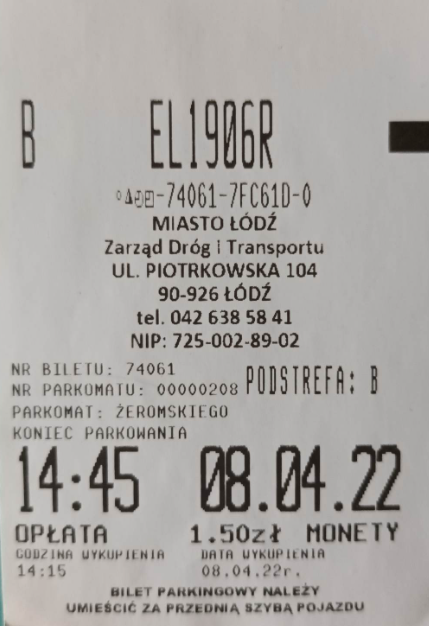 B EL1906R
-74061-7FC61D-0
MIASTO ŁÓDŹ
Zarząd Dróg i Transportu
UL. PIOTRKOWSKA 104
90-926 ŁÓDŹ
tel. 042 638 58 41
NIP: 725-002-89-02
NR BILETU: 74061
NR PARKOMATU: 00000208 PODSTREFA: B
PARKOMAT: ŻEROMSKIEGO
KONIEC PARKOWANIA
14:45 08.04.22
OPŁATA 1.50zł MONETY
GODZINA WYKUPIENIA DATA WYKUPIENIA
14:15 08.04.22r.
BILET PARKINGOWY NALEŻY
UMIEŚCIĆ ZA PRZEDNIĄ SZYBĄ POJAZDU